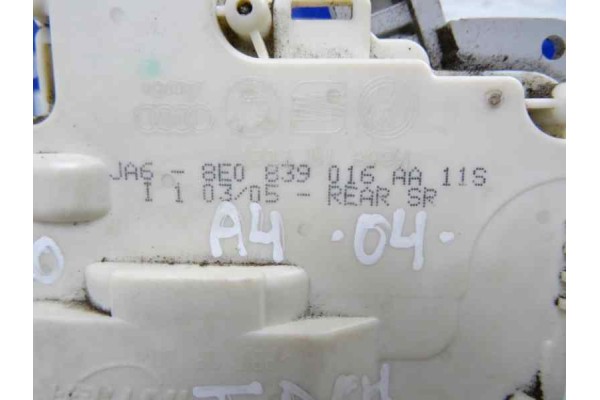 JA6 - 8E0 839 016 AA 11S
I 1 03/05 - REAR SR
A4 ·04·